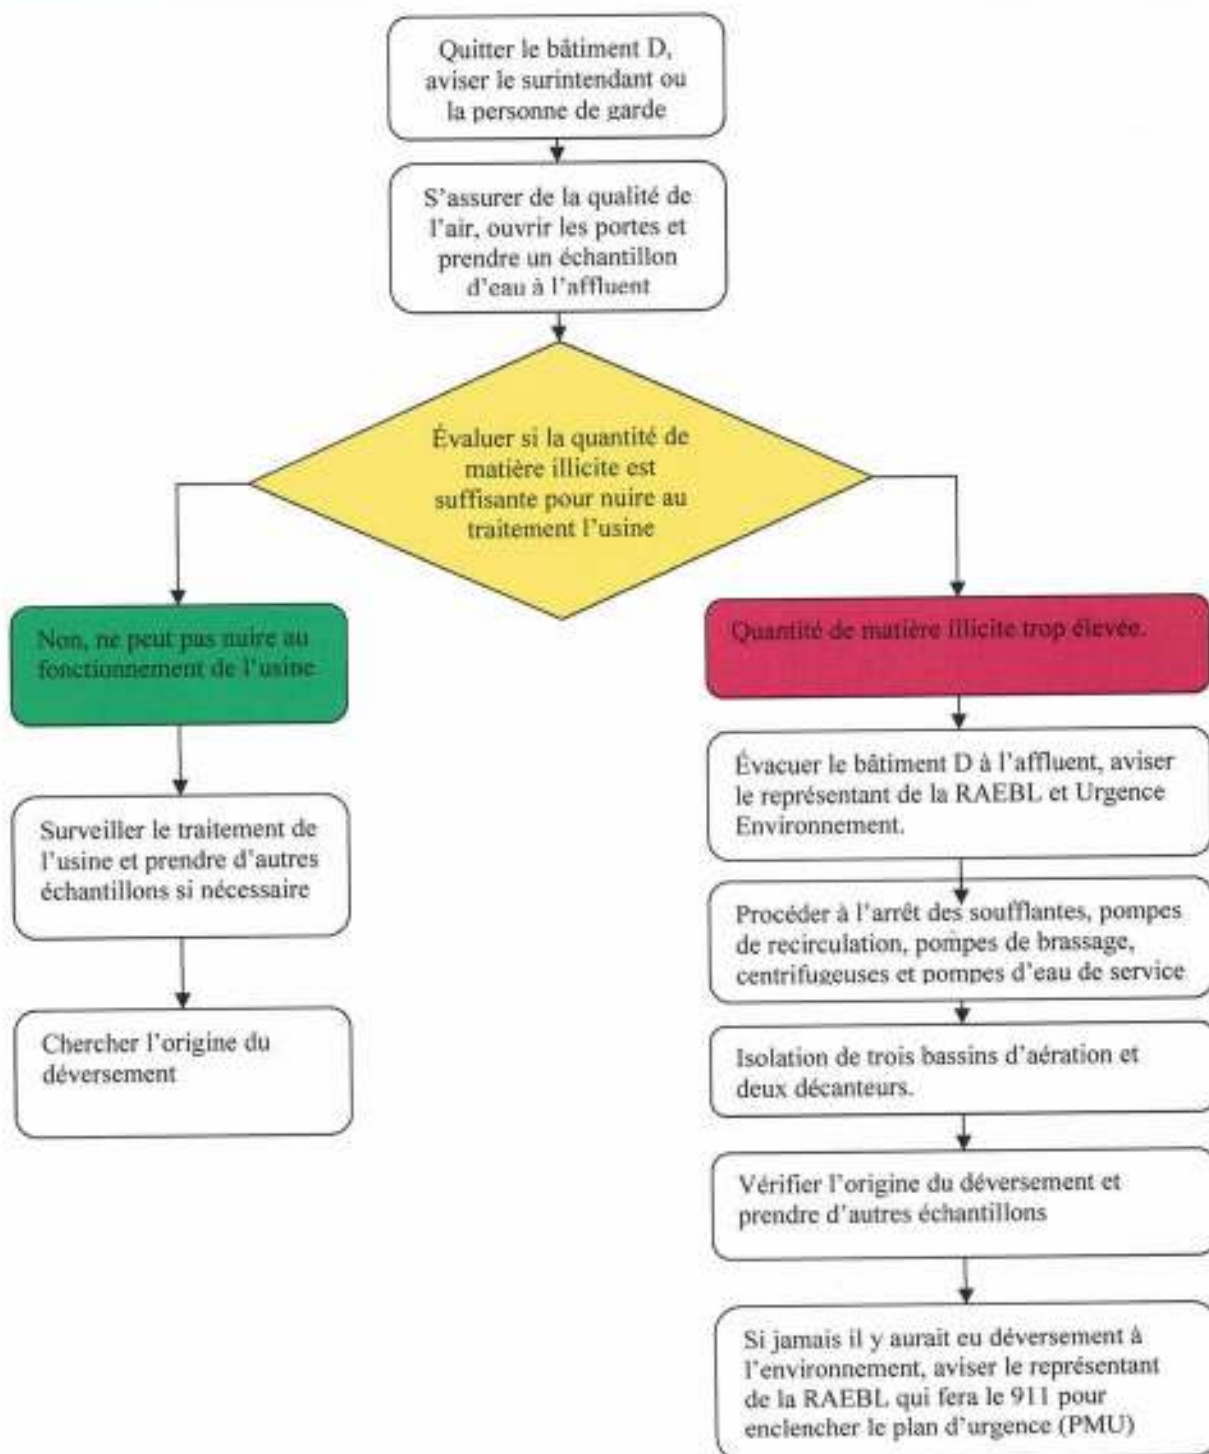 Quitter le bâtiment D,
aviser le surintendant ou
la personne de garde
S'assurer de la qualité de
l'air, ouvrir les portes et
prendre un échantillon
d'eau à l'affluent
Évaluer si la quantité de
matière illicite est
suffisante pour nuire au
traitement l'usine
Non, ne peut pas nuire au
fonctionnement de l'usine
Surveiller le traitement de
l'usine et prendre d'autres
échantillons si nécessaire
Chercher l'origine du
déversement
Quantité de matière illicite trop élevée.
Évacuer le bâtiment D à l'affluent, aviser
le représentant de la RAEBL et Urgence
Environnement.
Procéder à l'arrêt des soufflantes, pompes
de recirculation, pompes de brassage,
centrifugeuses et pompes d'eau de service
Isolation de trois bassins d'aération et
deux décanteurs.
Vérifier l'origine du déversement et
prendre d'autres échantillons
Si jamais il y aurait eu déversement à
l'environnement, aviser le représentant
de la RAEBL qui fera le 911 pour
enclencher le plan d'urgence (PMU)